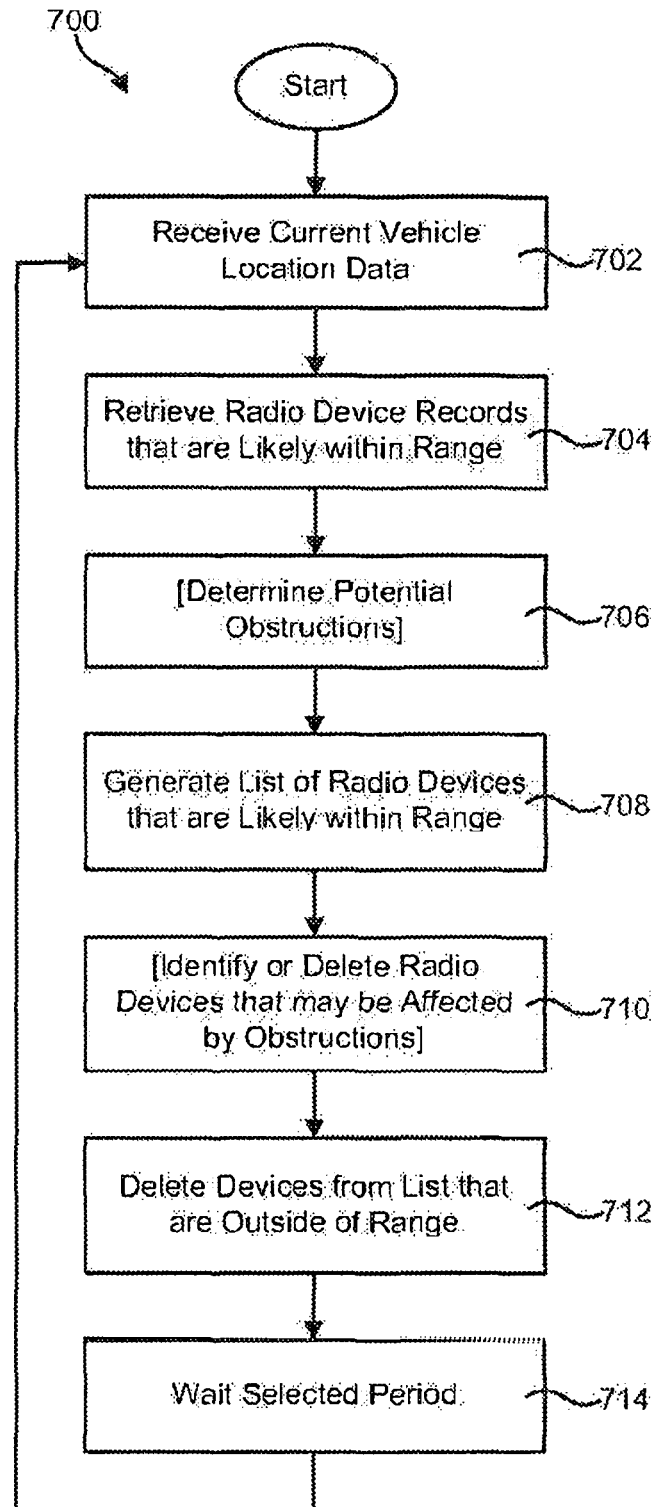 700
Start
Receive Current Vehicle
Location Data
702
Retrieve Radio Device Records
that are Likely within Range
704
[Determine Potential
Obstructions]
706
Generate List of Radio Devices
that are Likely within Range
708
[Identify or Delete Radio
Devices that may be Affected
by Obstructions]
710
Delete Devices from List that
are Outside of Range
712
Wait Selected Period
714